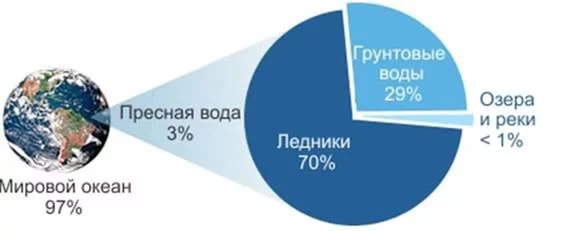 Мировой океан
97%
Пресная вода
3%
Ледники
70%
Грунтовые
воды
29%
Озера
и реки
< 1%